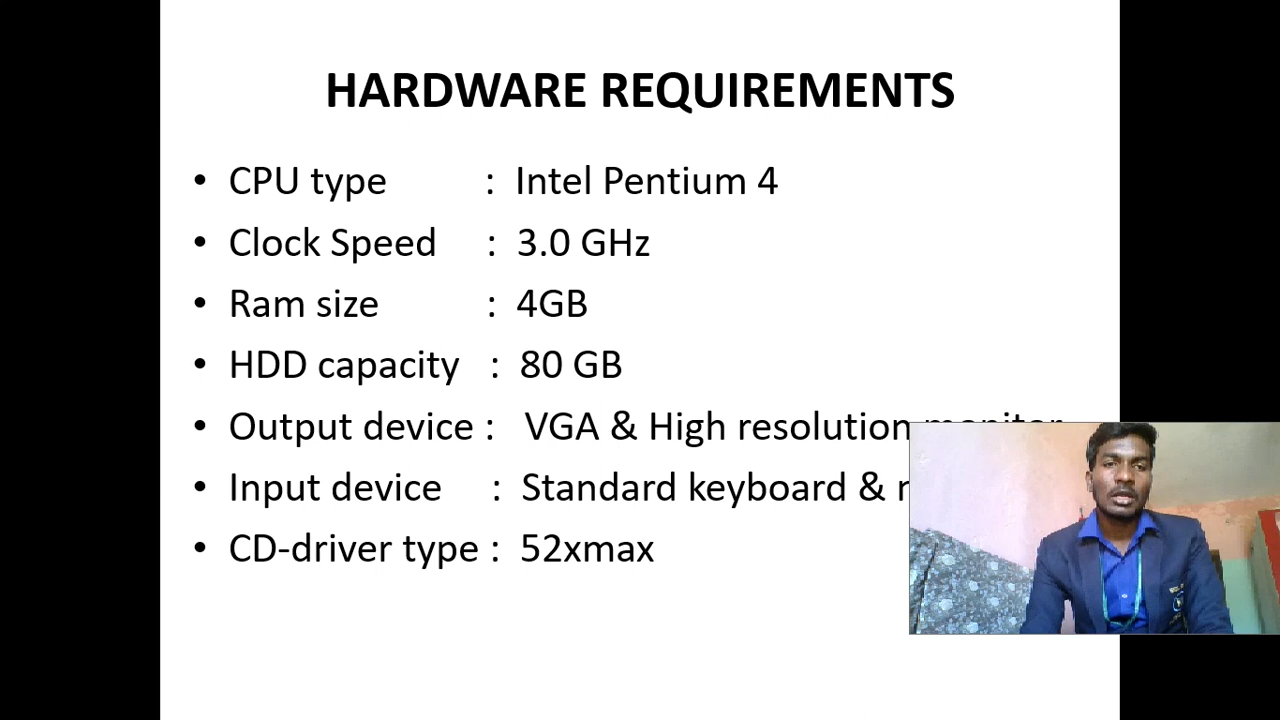 HARDWARE REQUIREMENTS
• CPU type : Intel Pentium 4
• Clock Speed : 3.0 GHz
• Ram size : 4GB
• HDD capacity : 80 GB
• Output device : VGA & High resolution monitor
• Input device : Standard keyboard &
• CD-driver type : 52xmax